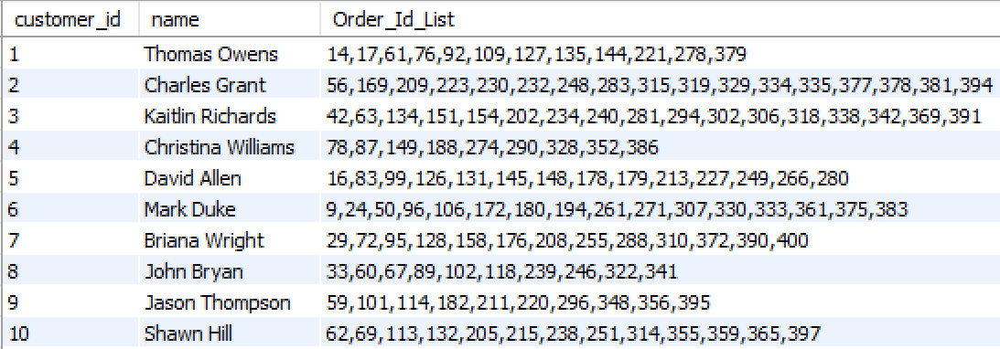 customer_id name Order_Id_List
1 Thomas Owens 14,17,61,76,92,109,127,135,144,221,278,379
2 Charles Grant 56,169,209,223,230,232,248,283,315,319,329,334,335,377,378,381,394
3 Kaitlin Richards 42,63,134,151,154,202,234,240,281,294,302,306,318,338,342,369,391
4 Christina Williams 78,87,149,188,274,290,328,352,386
5 David Allen 16,83,99,126,131,145,148,178,179,213,227,249,266,280
6 Mark Duke 9,24,50,96,106,172,180,194,261,271,307,330,333,361,375,383
7 Briana Wright 29,72,95,128,158,176,208,255,288,310,372,390,400
8 John Bryan 33,60,67,89,102,118,239,246,322,341
9 Jason Thompson 59,101,114,182,211,220,296,348,356,395
10 Shawn Hill 62,69,113,132,205,215,238,251,314,355,359,365,397